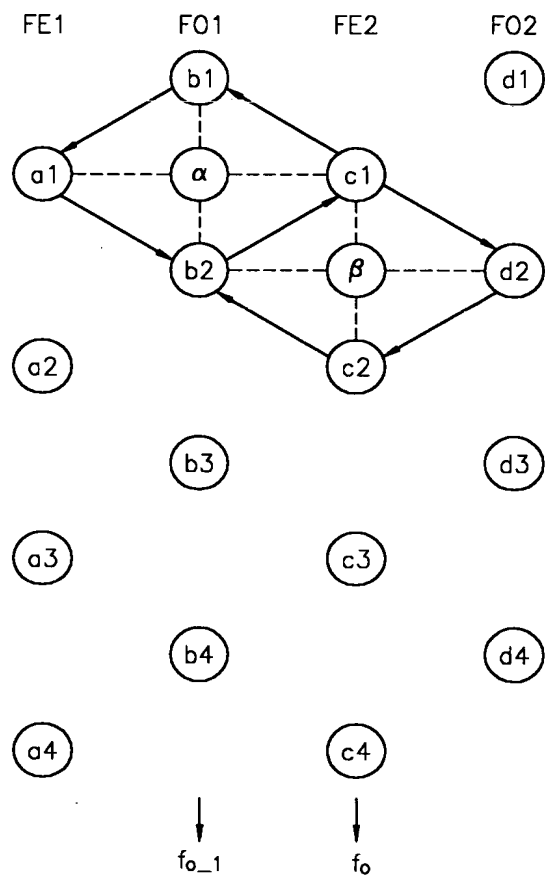 FE1 FO1 FE2 FO2
b1 d1
a1 α c1
b2 β d2
a2 c2
b3 d3
a3 c3
b4 d4
a4 c4
fo_1 fo